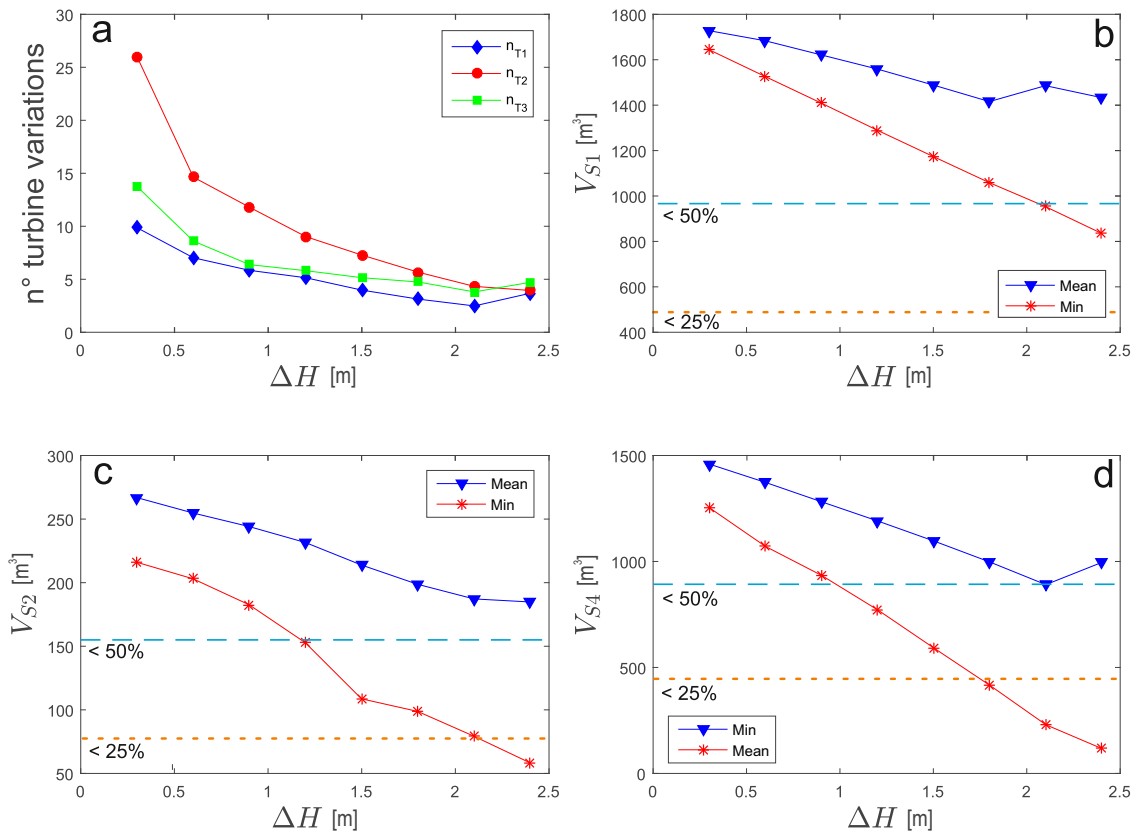 a
n° turbine variations
30
25
20
15
10
5
0
n_T1
n_T2
n_T3
0 0.5 1 1.5 2 2.5
ΔH [m]
b
V_S1 [m³]
1800
1600
1400
1200
1000
800
600
400
< 50%
< 25%
Mean
Min
0 0.5 1 1.5 2 2.5
ΔH [m]
c
V_S2 [m³]
300
250
200
150
100
50
Mean
Min
< 50%
< 25%
0 0.5 1 1.5 2 2.5
ΔH [m]
d
V_S4 [m³]
1500
1000
500
0
< 50%
< 25%
Min
Mean
0 0.5 1 1.5 2 2.5
ΔH [m]